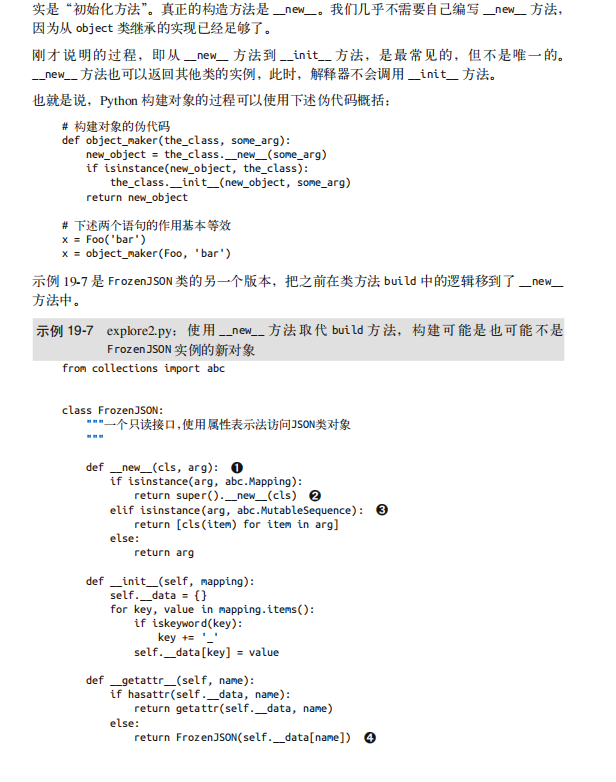 实是“初始化方法”。真正的构造方法是 __new__。我们几乎不需要自己编写 __new__ 方法，
因为从 object 类继承的实现已经足够了。
刚才说明的过程，即从 __new__ 方法到 __init__ 方法，是最常见的，但不是唯一的。
__new__ 方法也可以返回其他类的实例，此时，解释器不会调用 __init__ 方法。
也就是说，Python 构建对象的过程可以使用下述伪代码概括：
# 构建对象的伪代码
def object_maker(the_class, some_arg):
    new_object = the_class.__new__(some_arg)
    if isinstance(new_object, the_class):
        the_class.__init__(new_object, some_arg)
    return new_object
# 下述两个语句的作用基本等效
x = Foo('bar')
x = object_maker(Foo, 'bar')
示例 19-7 是 FrozenJSON 类的另一个版本，把之前在类方法 build 中的逻辑移到了 __new__
方法中。
示例 19-7 explore2.py：使用 __new__ 方法取代 build 方法，构建可能是也可能不是
FrozenJSON 实例的新对象
from collections import abc
class FrozenJSON:
    """一个只读接口,使用属性表示法访问JSON类对象
    """
    def __new__(cls, arg): ❶
        if isinstance(arg, abc.Mapping):
            return super().__new__(cls) ❷
        elif isinstance(arg, abc.MutableSequence): ❸
            return [cls(item) for item in arg]
        else:
            return arg
    def __init__(self, mapping):
        self.__data = {}
        for key, value in mapping.items():
            if iskeyword(key):
                key += '_'
            self.__data[key] = value
    def __getattr__(self, name):
        if hasattr(self.__data, name):
            return getattr(self.__data, name)
        else:
            return FrozenJSON(self.__data[name]) ❹